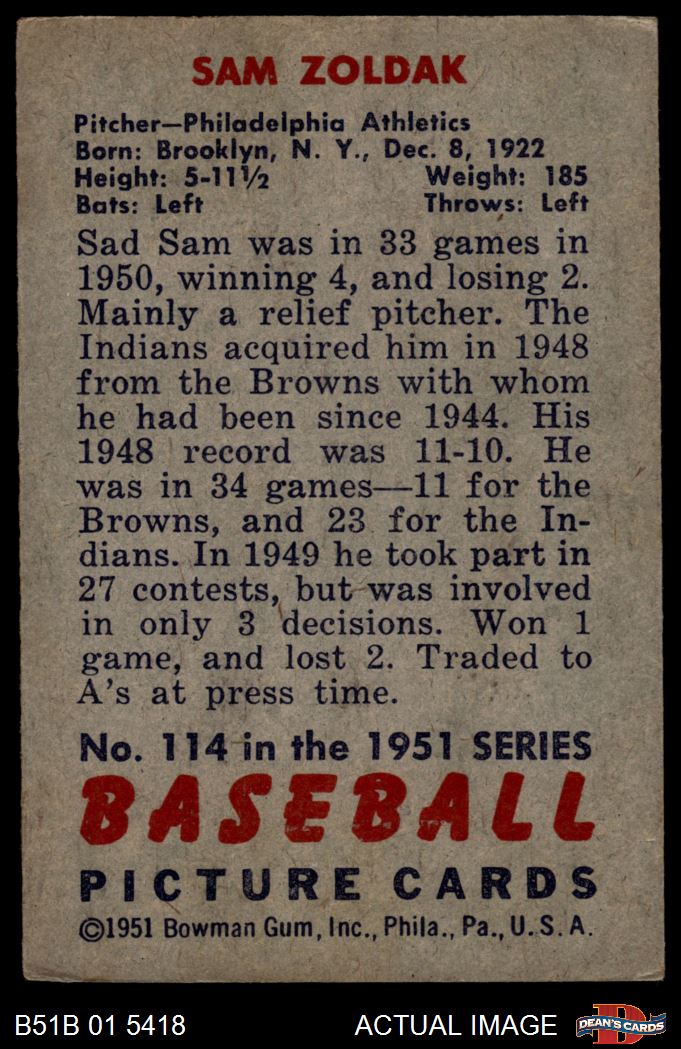 SAM ZOLDAK
Pitcher—Philadelphia Athletics
Born: Brooklyn, N. Y., Dec. 8, 1922
Height: 5-11½ Weight: 185
Bats: Left Throws: Left
Sad Sam was in 33 games in
1950, winning 4, and losing 2.
Mainly a relief pitcher. The
Indians acquired him in 1948
from the Browns with whom
he had been since 1944. His
1948 record was 11-10. He
was in 34 games—11 for the
Browns, and 23 for the In-
dians. In 1949 he took part in
27 contests, but was involved
in only 3 decisions. Won 1
game, and lost 2. Traded to
A's at press time.
No. 114 in the 1951 SERIES
BASEBALL
PICTURE CARDS
©1951 Bowman Gum, Inc., Phila., Pa., U.S.A.
B51B 01 5418 ACTUAL IMAGE
DEAN'S CARDS